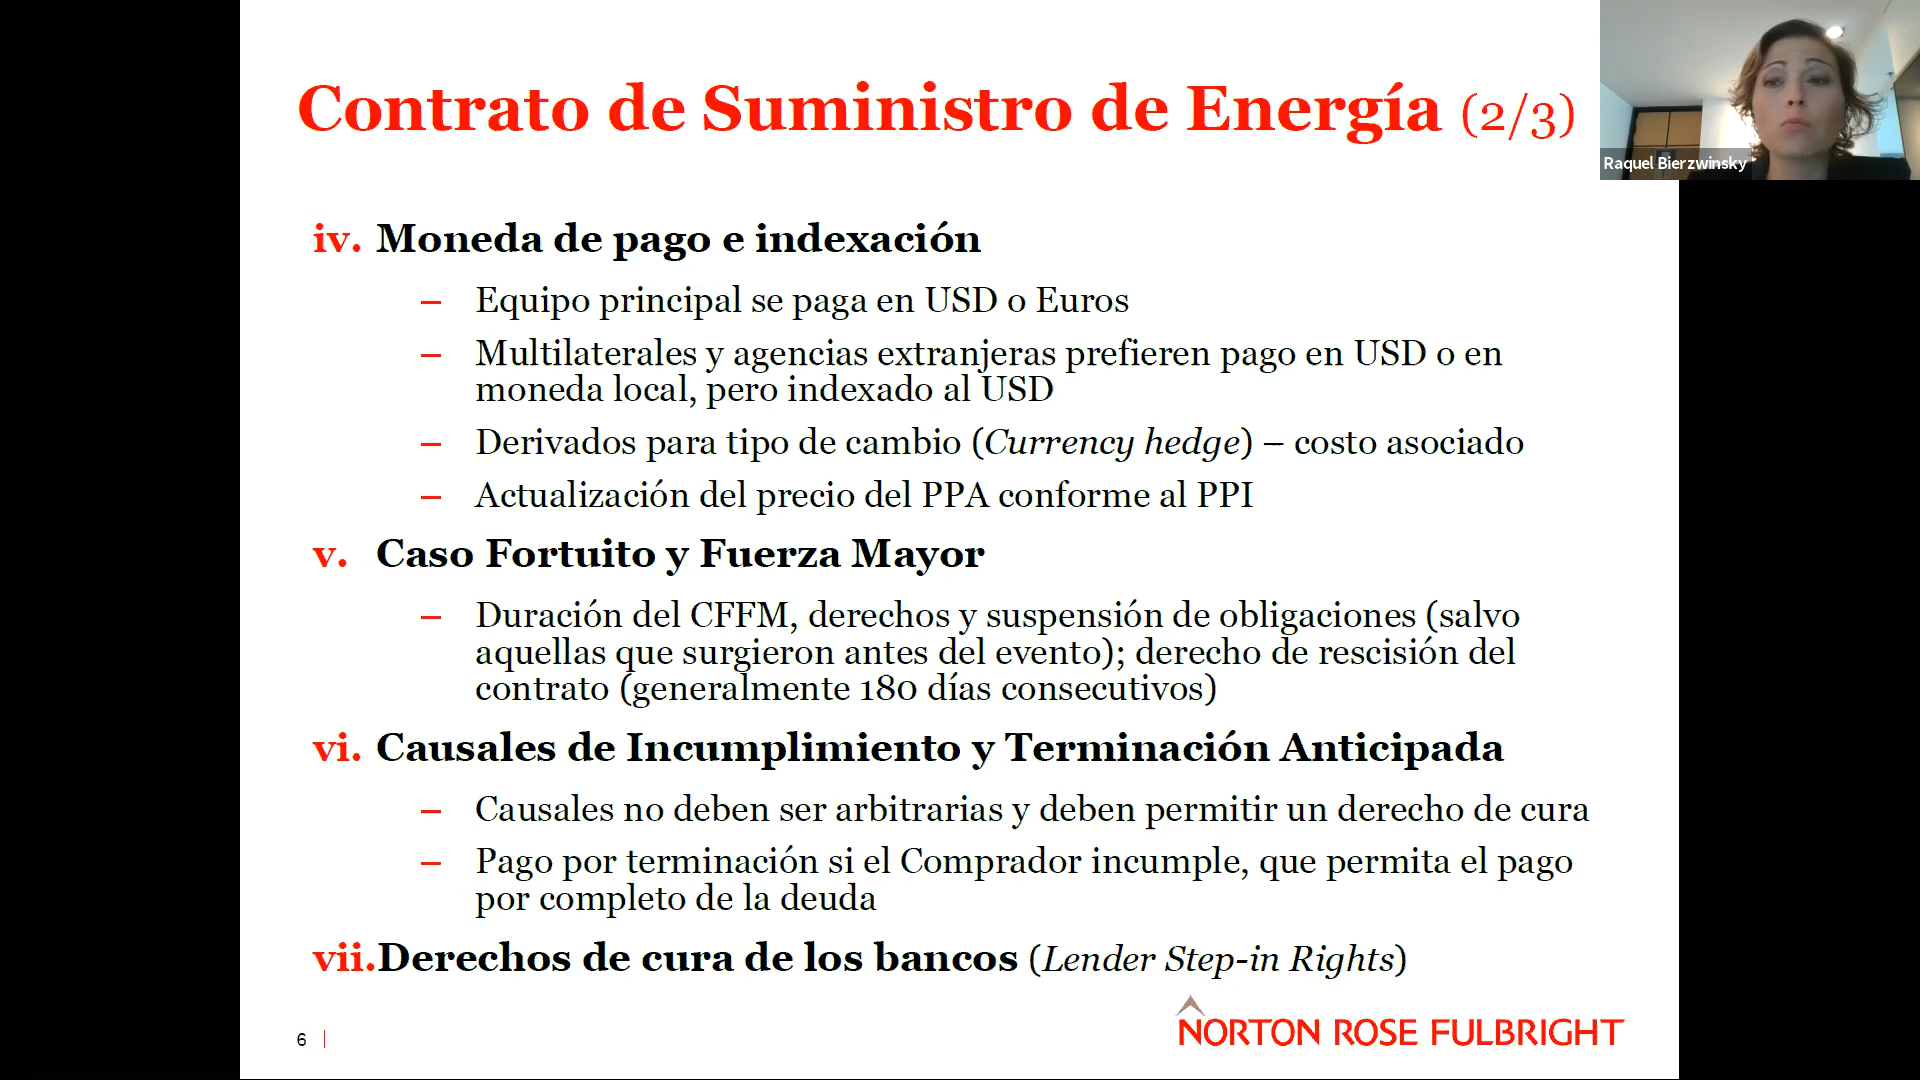 Contrato de Suministro de Energía (2/3)
Raquel Bierzwinsky
iv. Moneda de pago e indexación
– Equipo principal se paga en USD o Euros
– Multilaterales y agencias extranjeras prefieren pago en USD o en
moneda local, pero indexado al USD
– Derivados para tipo de cambio (Currency hedge) – costo asociado
– Actualización del precio del PPA conforme al PPI
v. Caso Fortuito y Fuerza Mayor
– Duración del CFFM, derechos y suspensión de obligaciones (salvo
aquellas que surgieron antes del evento); derecho de rescisión del
contrato (generalmente 180 días consecutivos)
vi. Causales de Incumplimiento y Terminación Anticipada
– Causales no deben ser arbitrarias y deben permitir un derecho de cura
– Pago por terminación si el Comprador incumple, que permita el pago
por completo de la deuda
vii. Derechos de cura de los bancos (Lender Step-in Rights)
6 |
NORTON ROSE FULBRIGHT